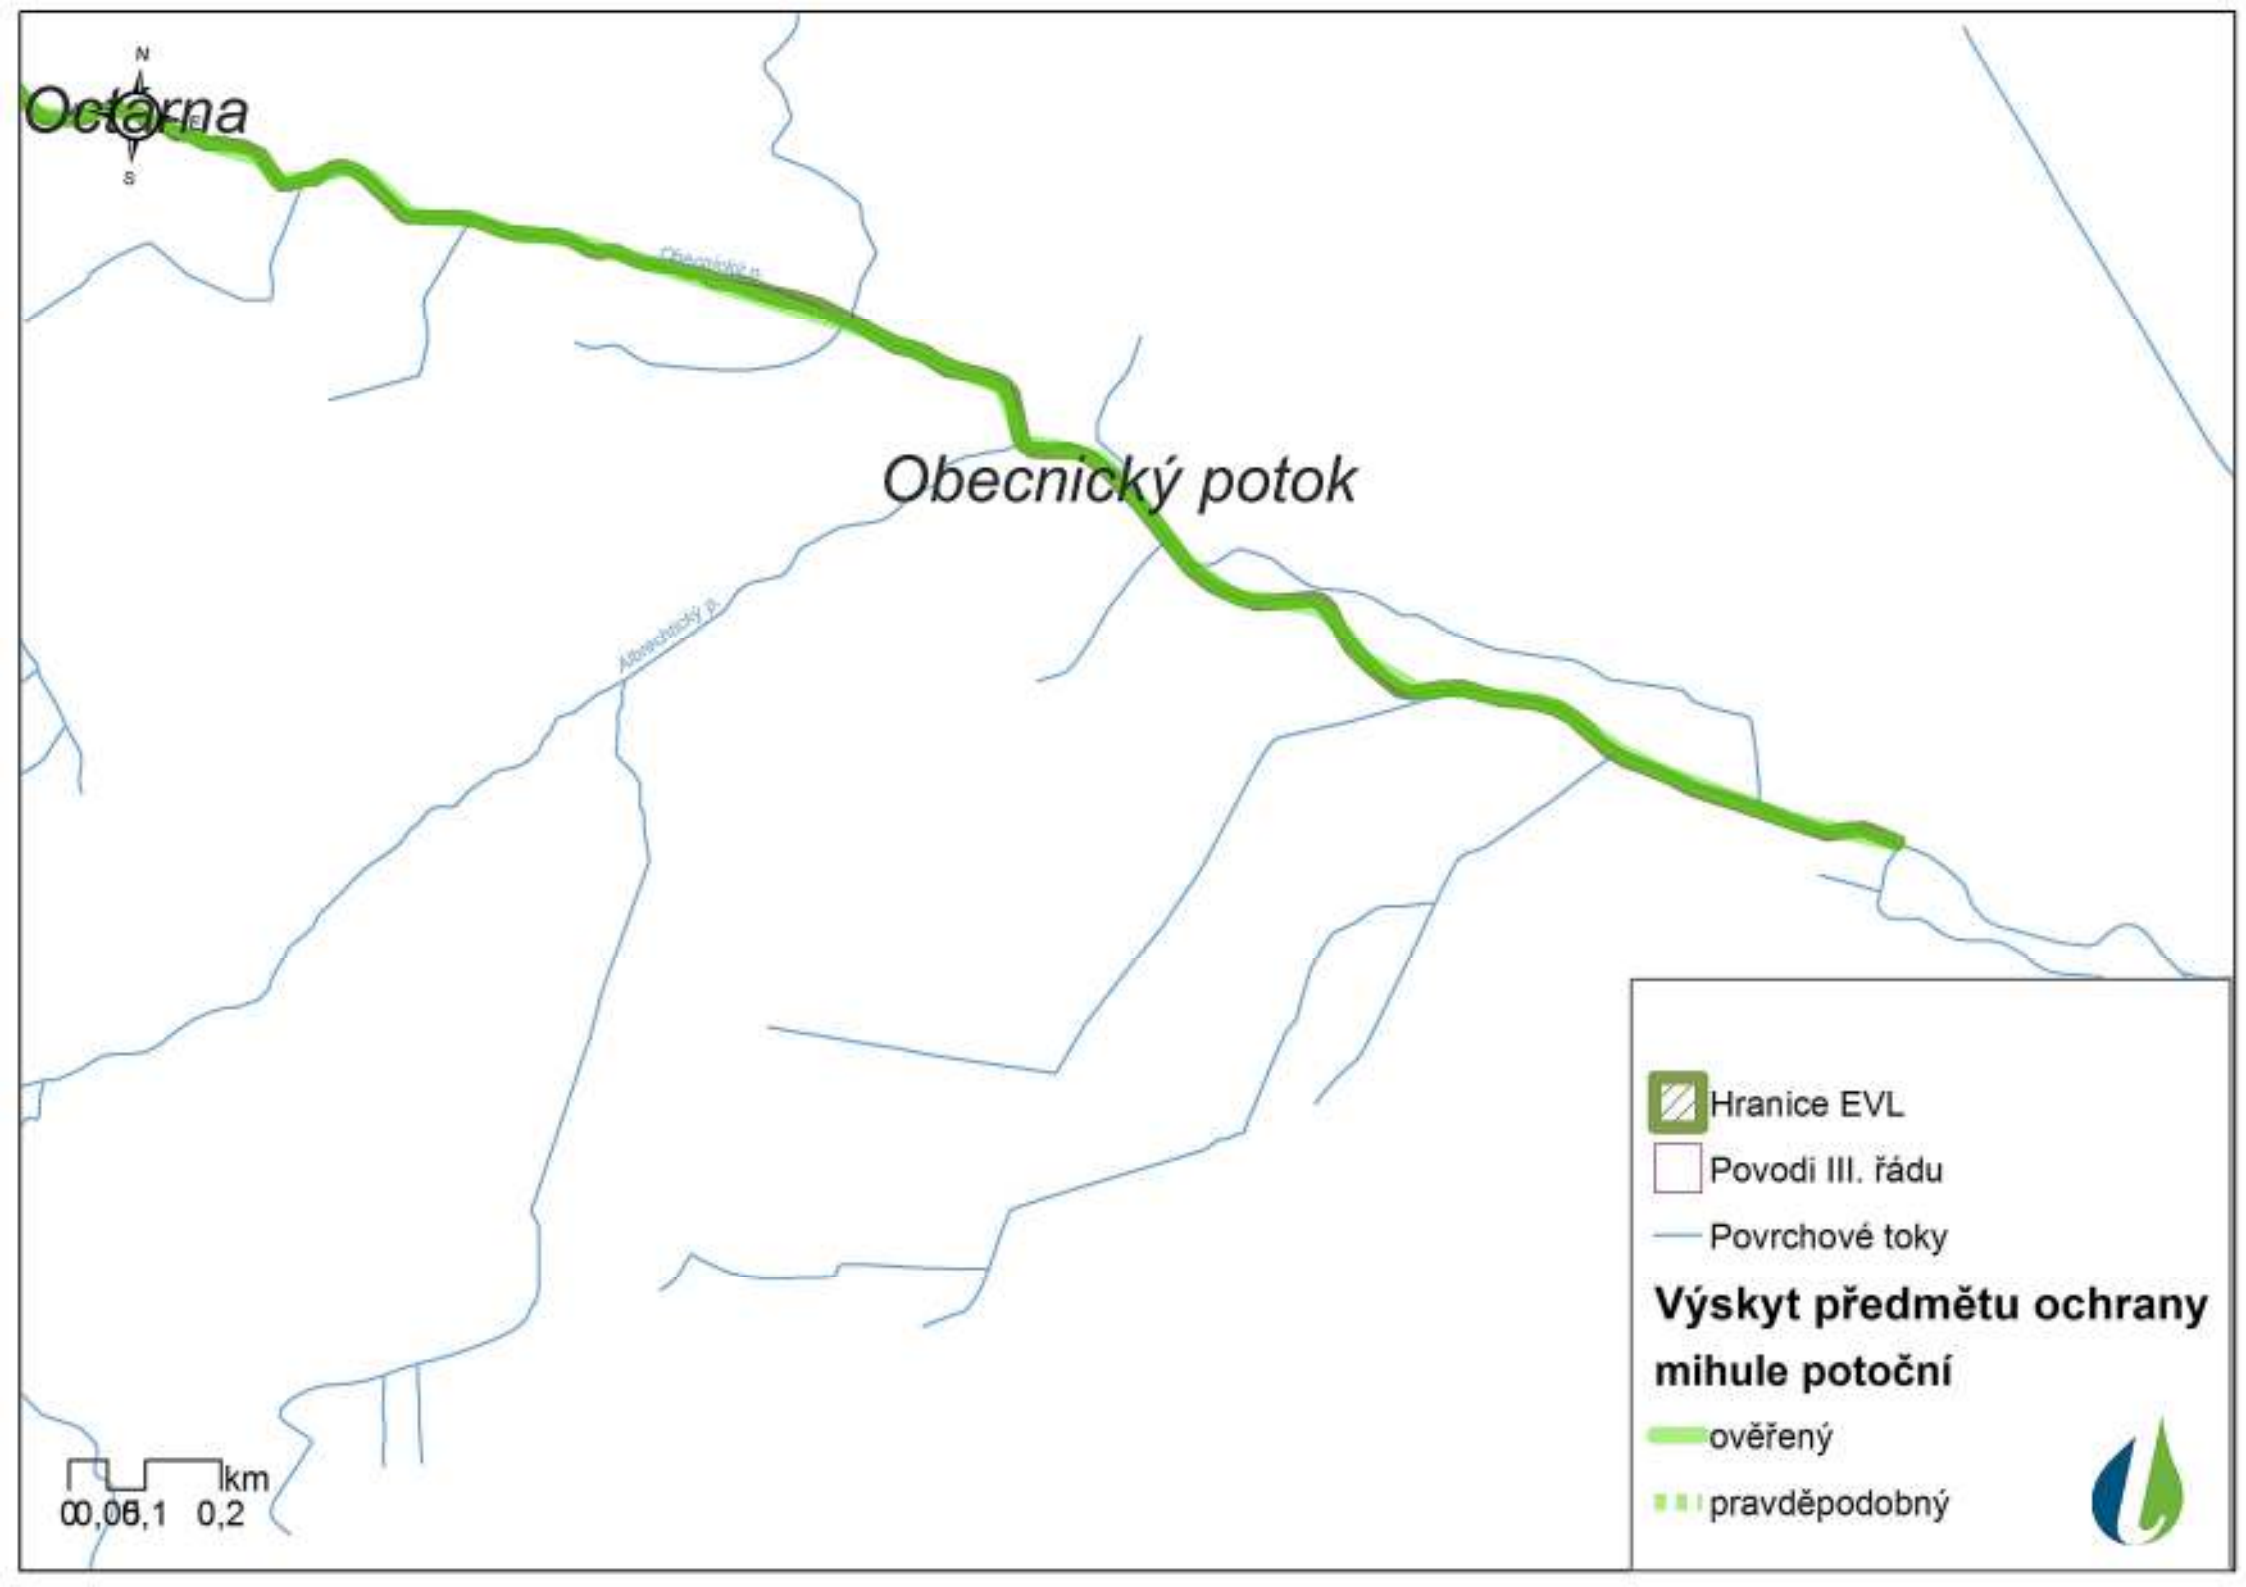 N
Octárna
E
S
Obecnický p.
Obecnický potok
Albrechtický p.
Hranice EVL
Povodi III. řádu
Povrchové toky
Výskyt předmětu ochrany
mihule potoční
ověřený
pravděpodobný
km
0 0,05 0,1 0,2